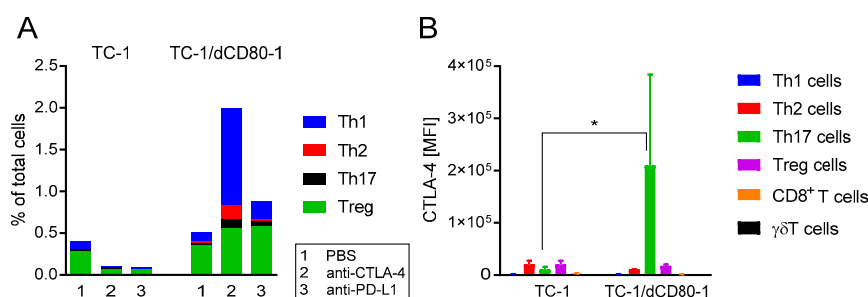 A
TC-1 TC-1/dCD80-1
% of total cells
2.5
2.0
1.5
1.0
0.5
0.0
1 2 3 1 2 3
Th1
Th2
Th17
Treg
1 PBS
2 anti-CTLA-4
3 anti-PD-L1
B
CTLA-4 [MFI]
4×10⁵
3×10⁵
2×10⁵
1×10⁵
0
*
TC-1 TC-1/dCD80-1
Th1 cells
Th2 cells
Th17 cells
Treg cells
CD8⁺ T cells
γδT cells